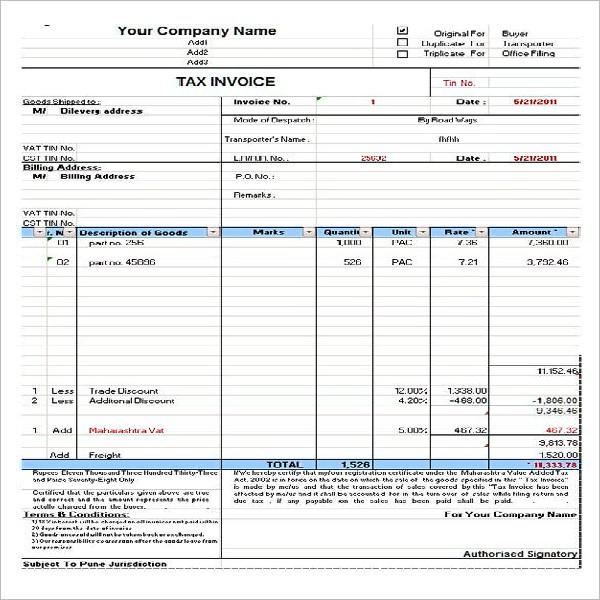 Your Company Name
Add1
Add2
Add3
Original For Buyer
Duplicate For Transporter
Triplicate For Office Filing
TAX INVOICE
Tin No.
Goods Shipped to :
M/ Dilevery address
VAT TIN No.
CST TIN No.
Invoice No. 1 Date : 5/21/2011
Mode of Despatch : By Road Ways
Transporter's Name : fhfhh
L.R/R.R. No. : 25632 Date : 5/21/2011
Billing Address:
M/ Billing Address
VAT TIN No.
CST TIN No.
P.O. No. :
Remarks :
Description of Goods Marks Quanti Unit Rate Amount
01 part no. 256 1,000 PAC 7.36 7,360.00
02 part no. 45896 526 PAC 7.21 3,792.46
11,152.46
1 Less Trade Discount 12.00% 1,338.00
2 Less Additonal Discount 4.20% -468.00 -1,806.00
9,346.46
1 Add Maharashtra Vat 5.00% 467.32 467.32
9,813.78
Add Freight 1,520.00
TOTAL 1,526 11,333.78
Rupees Eleven Thousand Three Hundred Thirty-Three
and Paise Seventy-Eight Only
Certified that the particulars given above are true
and correct and the amount represents the price
actully charged from the buyer.
I/We hereby certify that my/our registration certificate under the Maharashtra Value Added Tax
Act, 2002 is in force on the date on which the sale of the goods specified in this " Tax Invoice"
is made by me/us and that the transaction of sales covered by this "Tax Invoice has been
effected by me/us and it shall be accounted for in the turn over of sales while filing return and
due tax , if any payable on the sales has been paid
Terms & Conditions:
1) 18 % interest will be charged on all invoices not paid within
30 days from the date of invoice
2) Goods once sold will not be taken back or exchanged.
3) Our responsibility ceases soon after the goods leave from
our premises
For Your Company Name
Authorised Signatory
Subject To Pune Jurisdiction